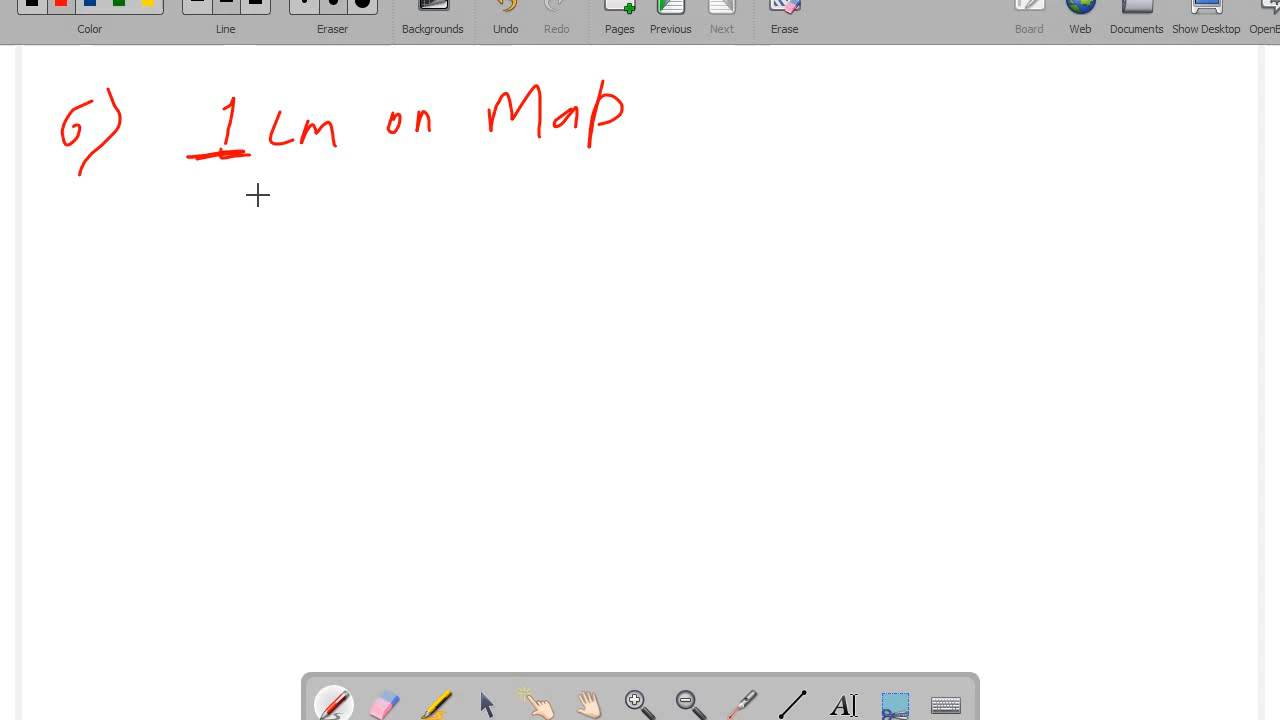 Color Line Eraser Backgrounds Undo Redo Pages Previous Next Erase Board Web Documents Show Desktop OpenB
6) 1 cm on Map